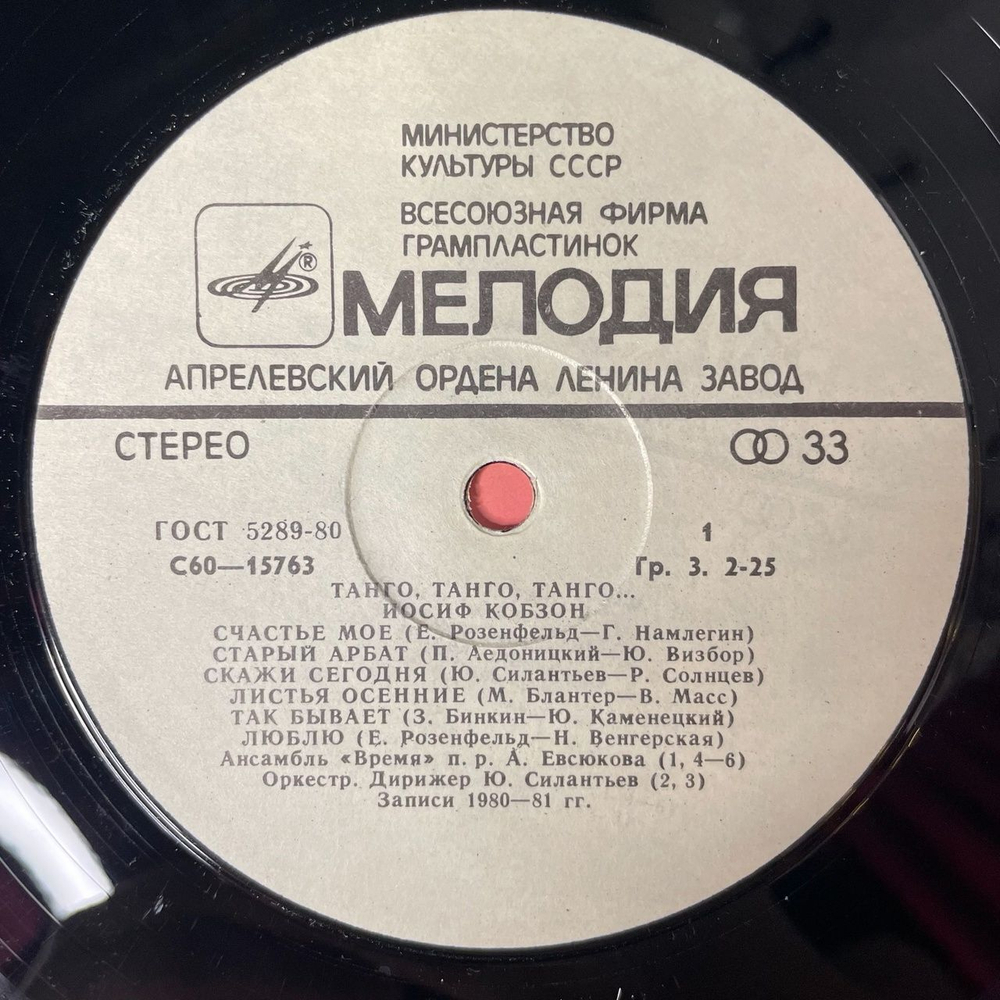 МИНИСТЕРСТВО
КУЛЬТУРЫ СССР
ВСЕСОЮЗНАЯ ФИРМА
ГРАМПЛАСТИНОК
®
МЕЛОДИЯ
АПРЕЛЕВСКИЙ ОРДЕНА ЛЕНИНА ЗАВОД
СТЕРЕО
33
ГОСТ 5289-80
1
С60—15763
Гр. 3. 2-25
ТАНГО, ТАНГО, ТАНГО...
ИОСИФ КОБЗОН
СЧАСТЬЕ МОЕ (Е. Розенфельд—Г. Намлегин)
СТАРЫЙ АРБАТ (П. Аедоницкий—Ю. Визбор)
СКАЖИ СЕГОДНЯ (Ю. Силантьев—Р. Солнцев)
ЛИСТЬЯ ОСЕННИЕ (М. Блантер—В. Масс)
ТАК БЫВАЕТ (З. Бинкин—Ю. Каменецкий)
ЛЮБЛЮ (Е. Розенфельд—Н. Венгерская)
Ансамбль «Время» п. р. А. Евсюкова (1, 4—6)
Оркестр. Дирижер Ю. Силантьев (2, 3)
Записи 1980—81 гг.